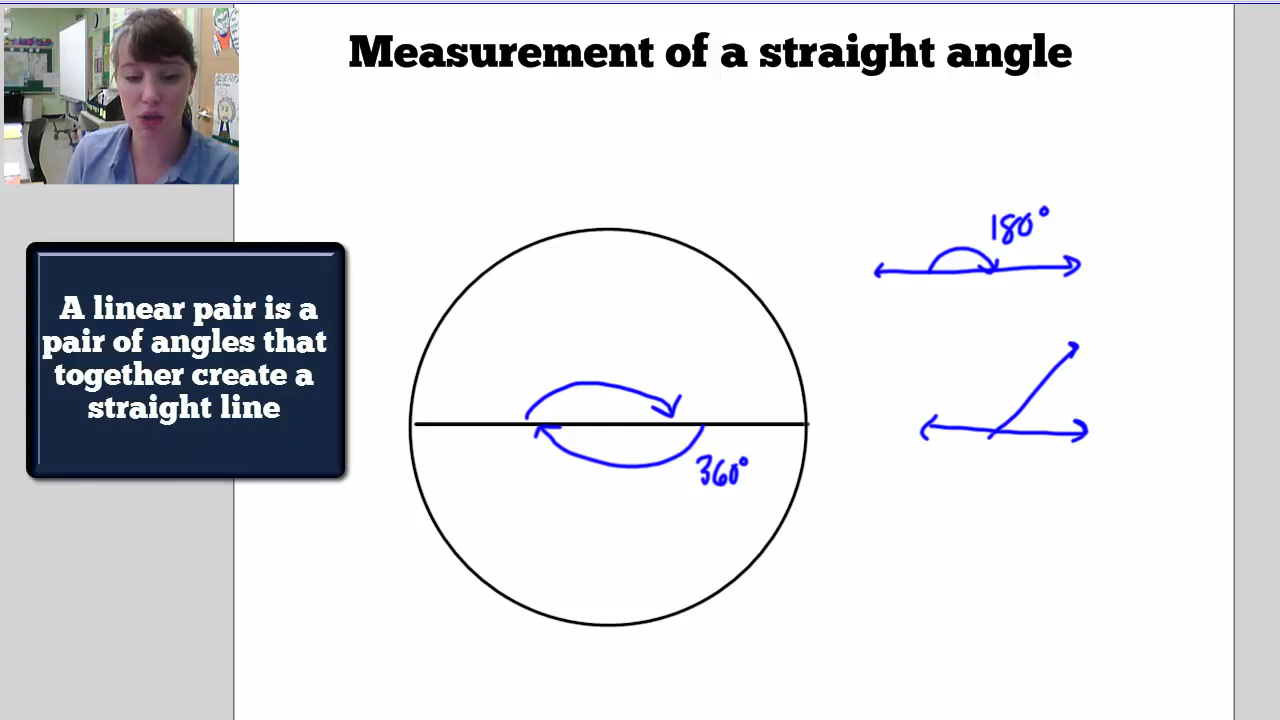 Measurement of a straight angle
180°
A linear pair is a
pair of angles that
together create a
straight line
360°